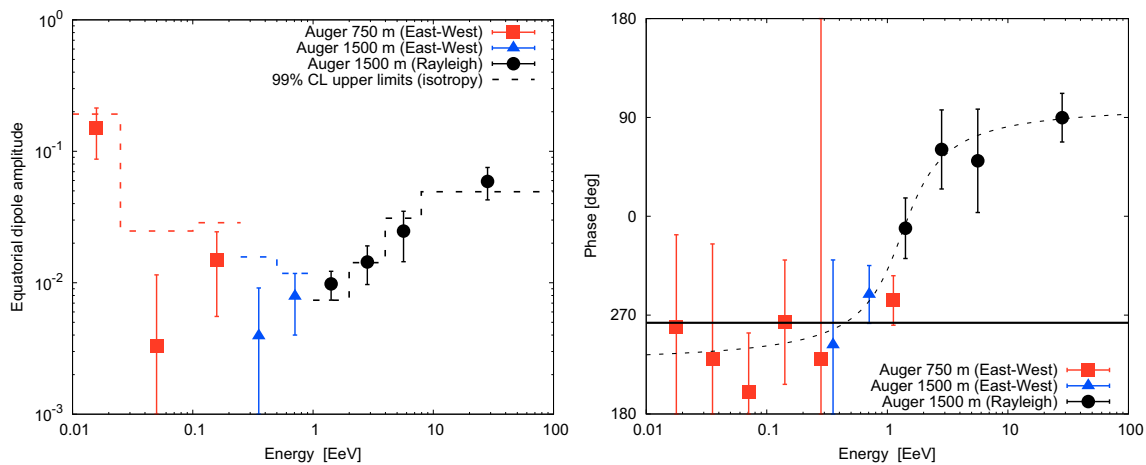 Auger 750 m (East-West)
Auger 1500 m (East-West)
Auger 1500 m (Rayleigh)
99% CL upper limits (isotropy)
10^0
10^-1
10^-2
10^-3
Equatorial dipole amplitude
0.01 0.1 1 10 100
Energy [EeV]
180
90
0
270
180
Phase [deg]
Auger 750 m (East-West)
Auger 1500 m (East-West)
Auger 1500 m (Rayleigh)
0.01 0.1 1 10 100
Energy [EeV]